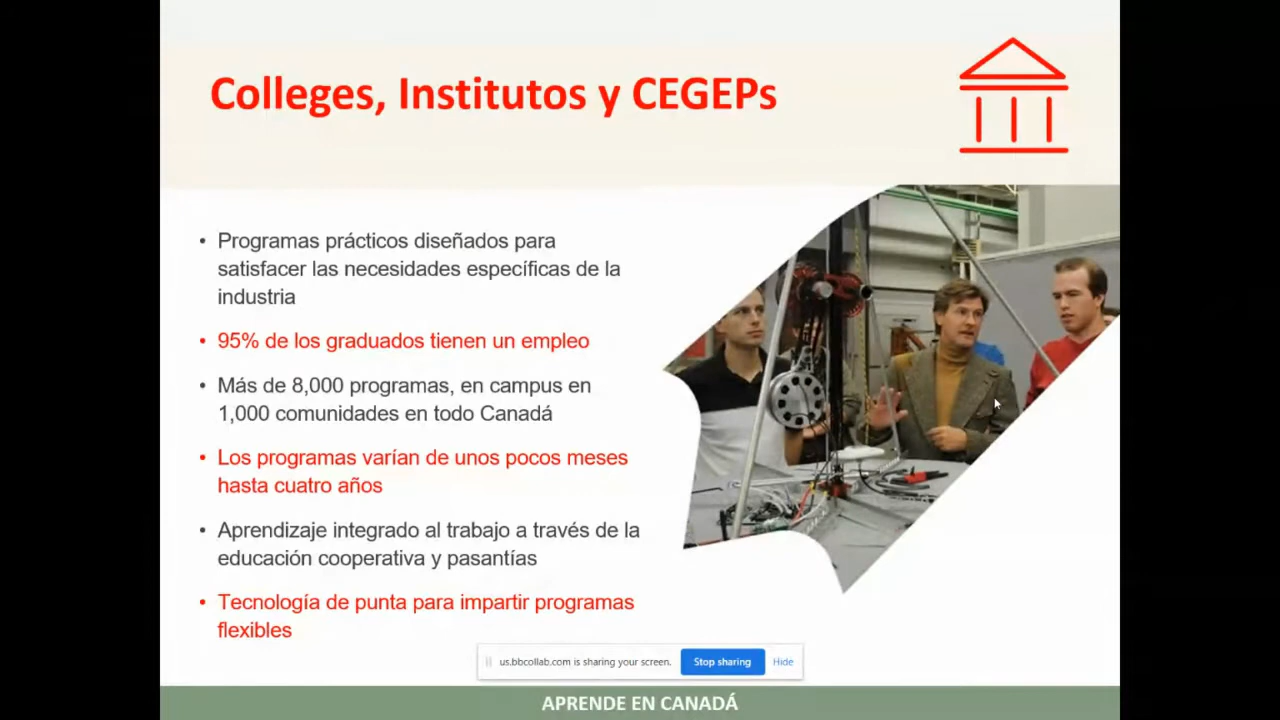 Colleges, Institutos y CEGEPs
• Programas prácticos diseñados para
satisfacer las necesidades específicas de la
industria
• 95% de los graduados tienen un empleo
• Más de 8,000 programas, en campus en
1,000 comunidades en todo Canadá
• Los programas varían de unos pocos meses
hasta cuatro años
• Aprendizaje integrado al trabajo a través de la
educación cooperativa y pasantías
• Tecnología de punta para impartir programas
flexibles
us.bbcollab.com is sharing your screen. Stop sharing Hide
APRENDE EN CANADÁ